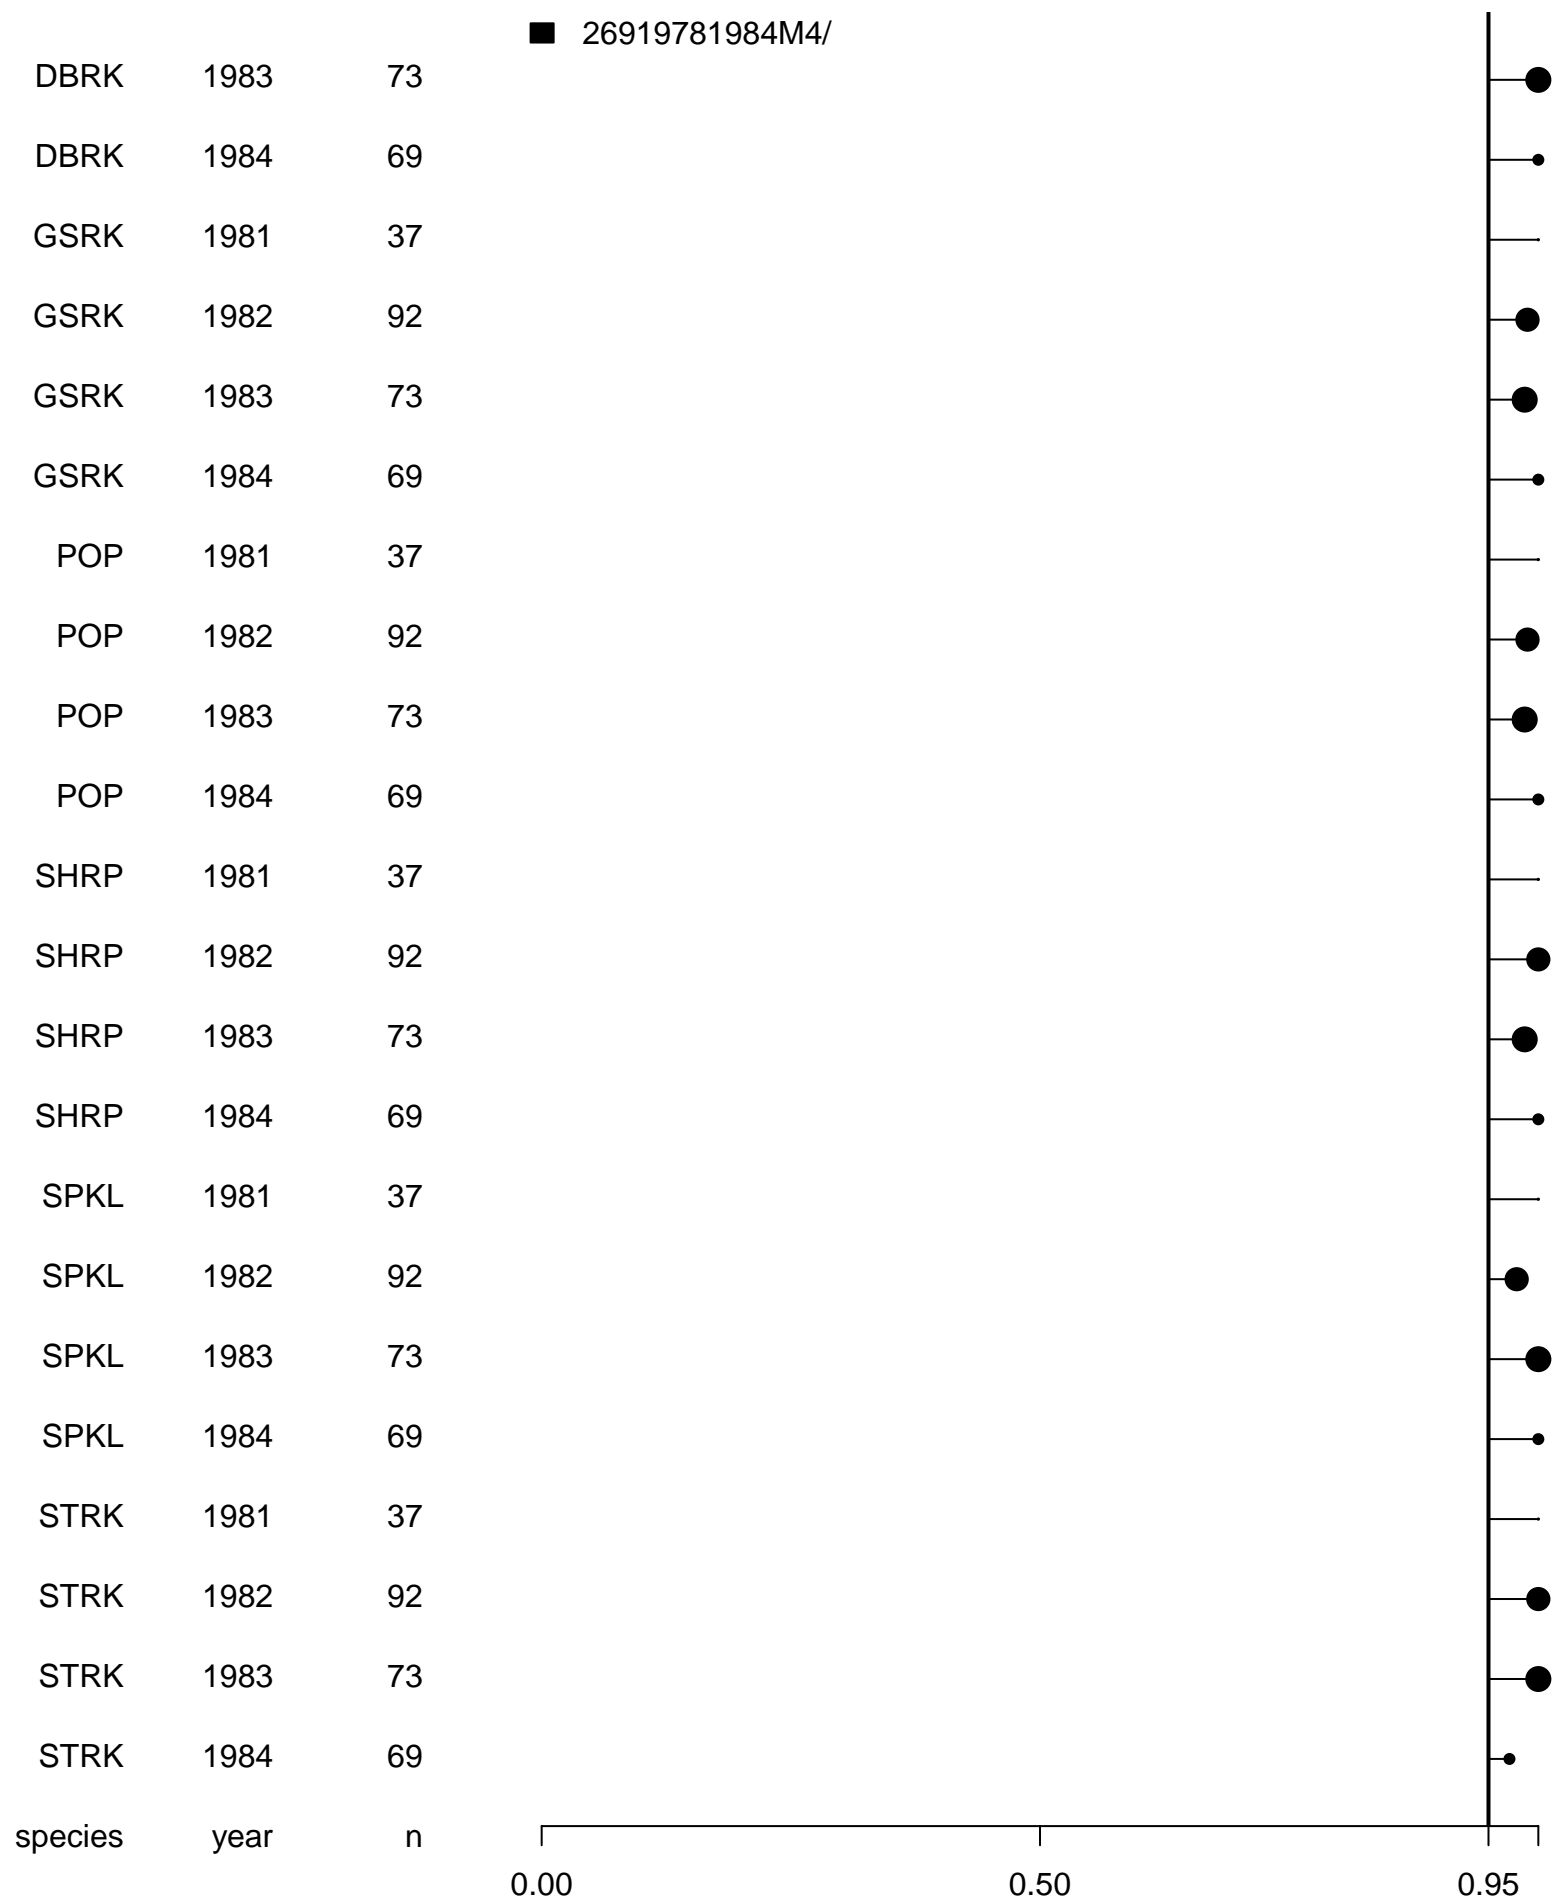 26919781984M4/
DBRK 1983 73
DBRK 1984 69
GSRK 1981 37
GSRK 1982 92
GSRK 1983 73
GSRK 1984 69
POP 1981 37
POP 1982 92
POP 1983 73
POP 1984 69
SHRP 1981 37
SHRP 1982 92
SHRP 1983 73
SHRP 1984 69
SPKL 1981 37
SPKL 1982 92
SPKL 1983 73
SPKL 1984 69
STRK 1981 37
STRK 1982 92
STRK 1983 73
STRK 1984 69
species year n
0.00 0.50 0.95